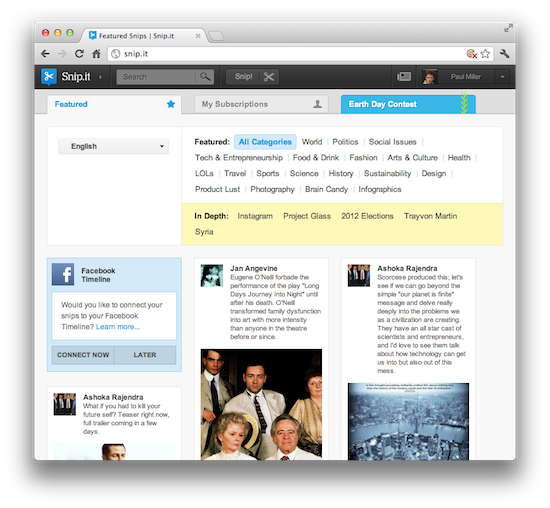 Featured Snips | Snip.it
snip.it
Snip.it
Search
Snip!
Paul Miller
Featured
My Subscriptions
Earth Day Contest
English
Featured: All Categories | World | Politics | Social Issues |
Tech & Entrepreneurship | Food & Drink | Fashion | Arts & Culture | Health |
LOLs | Travel | Sports | Science | History | Sustainability | Design |
Product Lust | Photography | Brain Candy | Infographics
In Depth: Instagram Project Glass 2012 Elections Trayvon Martin
Syria
Facebook
Timeline
Would you like to connect your
snips to your Facebook
Timeline? Learn more...
CONNECT NOW
LATER
Ashoka Rajendra
What if you had to kill your
future self? Teaser right now,
full trailer coming in a few
days.
Jan Angevine
Eugene O'Neill forbade the
performance of the play "Long
Days Journey Into Night" until
after his death. O'Neill
transformed family dysfunction
into art with more intensity
than anyone in the theatre
before or since.
Ashoka Rajendra
Scorcese produced this; let's
see if we can go beyond the
simple "our planet is finite"
message and delve really
deeply into the problems we
as a civilization are creating.
They have an all star cast of
scientists and entrepreneurs,
and I'd love to see them talk
about how technology can get
us into but also out of this
mess.